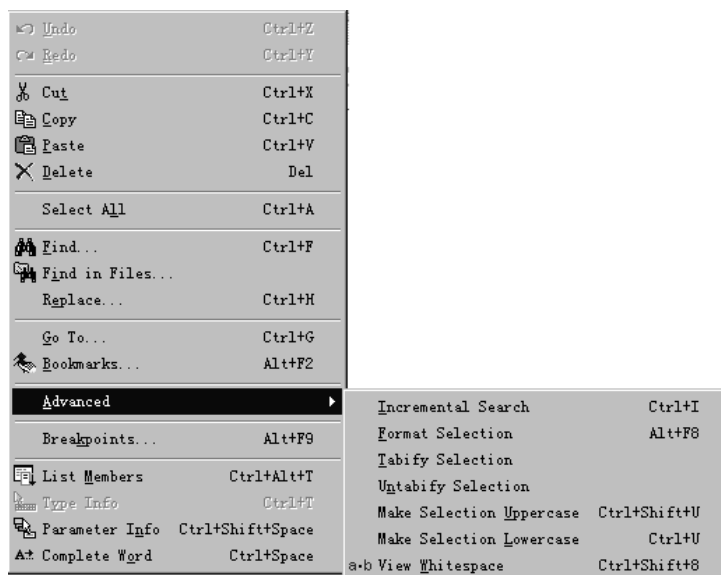 Undo Ctrl+Z
Redo Ctrl+Y
Cut Ctrl+X
Copy Ctrl+C
Paste Ctrl+V
Delete Del
Select All Ctrl+A
Find... Ctrl+F
Find in Files...
Replace... Ctrl+H
Go To... Ctrl+G
Bookmarks... Alt+F2
Advanced
Breakpoints... Alt+F9
List Members Ctrl+Alt+T
Type Info Ctrl+T
Parameter Info Ctrl+Shift+Space
A± Complete Word Ctrl+Space
Incremental Search Ctrl+I
Format Selection Alt+F8
Tabify Selection
Untabify Selection
Make Selection Uppercase Ctrl+Shift+U
Make Selection Lowercase Ctrl+U
a•b View Whitespace Ctrl+Shift+8